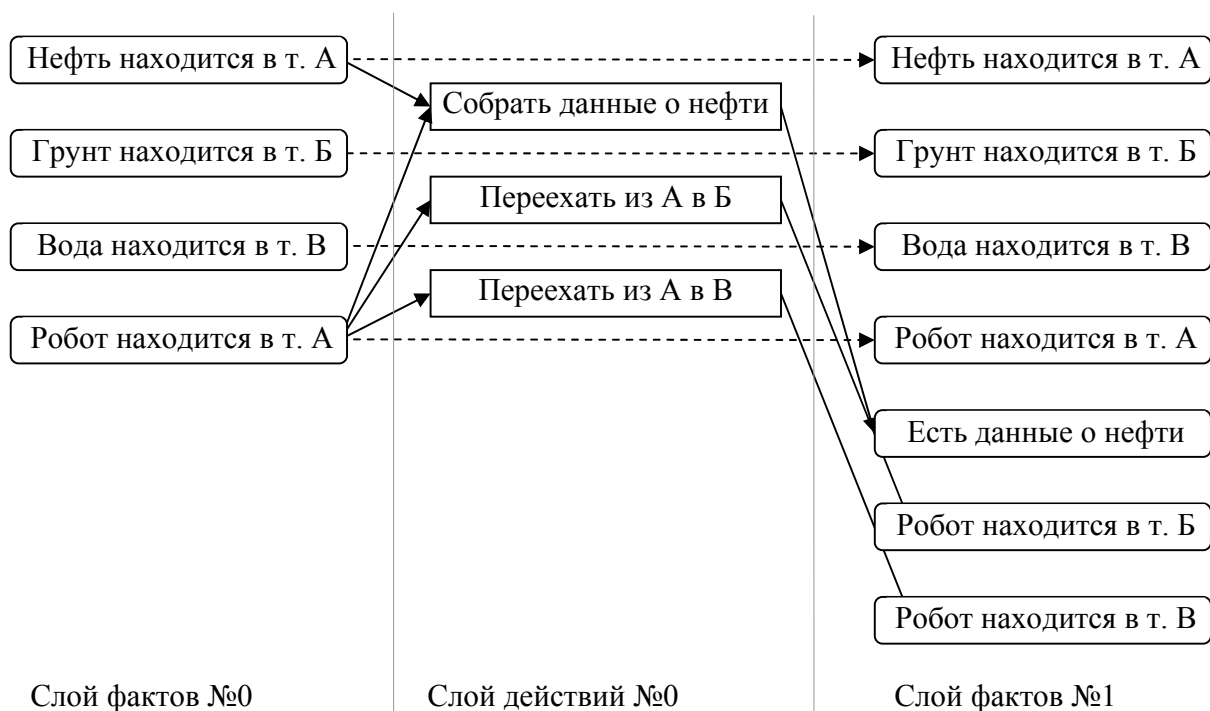 Нефть находится в т. А
Грунт находится в т. Б
Вода находится в т. В
Робот находится в т. А
Слой фактов №0
Собрать данные о нефти
Переехать из А в Б
Переехать из А в В
Слой действий №0
Нефть находится в т. А
Грунт находится в т. Б
Вода находится в т. В
Робот находится в т. А
Есть данные о нефти
Робот находится в т. Б
Робот находится в т. В
Слой фактов №1